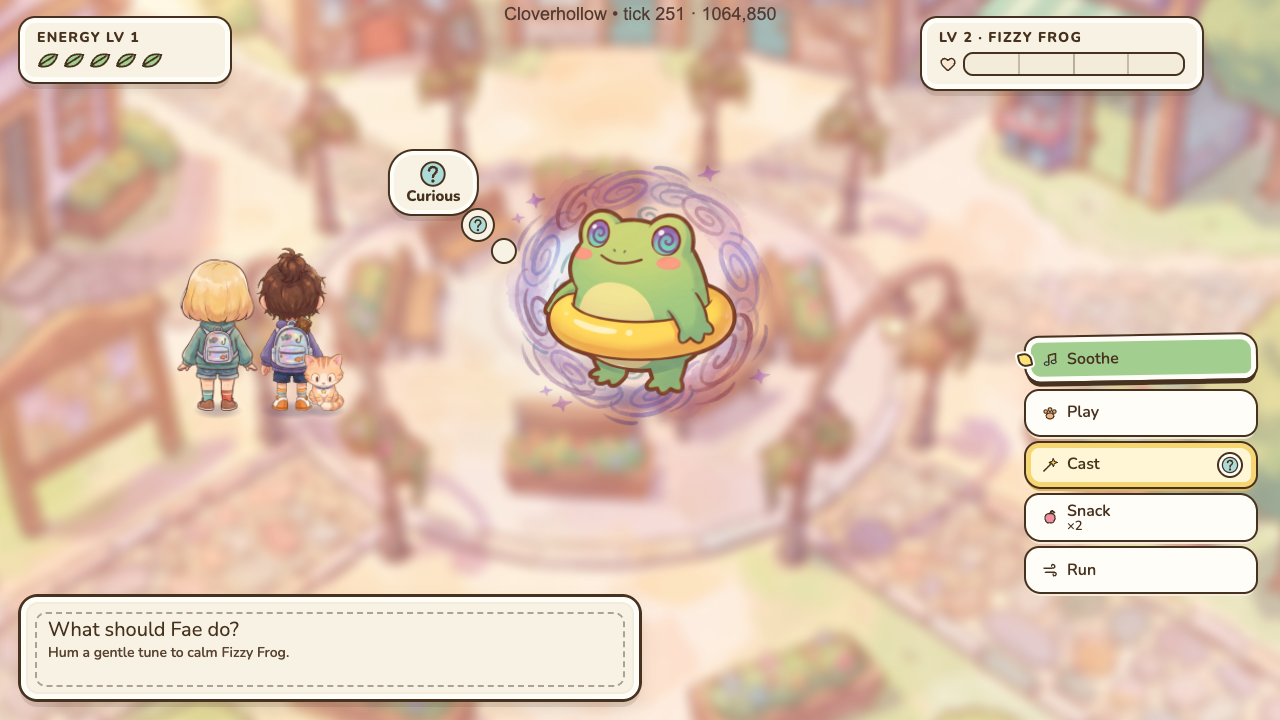 Cloverhollow • tick 251 · 1064,850
ENERGY LV 1
LV 2 · FIZZY FROG
?
Curious
?
Soothe
Play
Cast
?
Snack
×2
Run
What should Fae do?
Hum a gentle tune to calm Fizzy Frog.